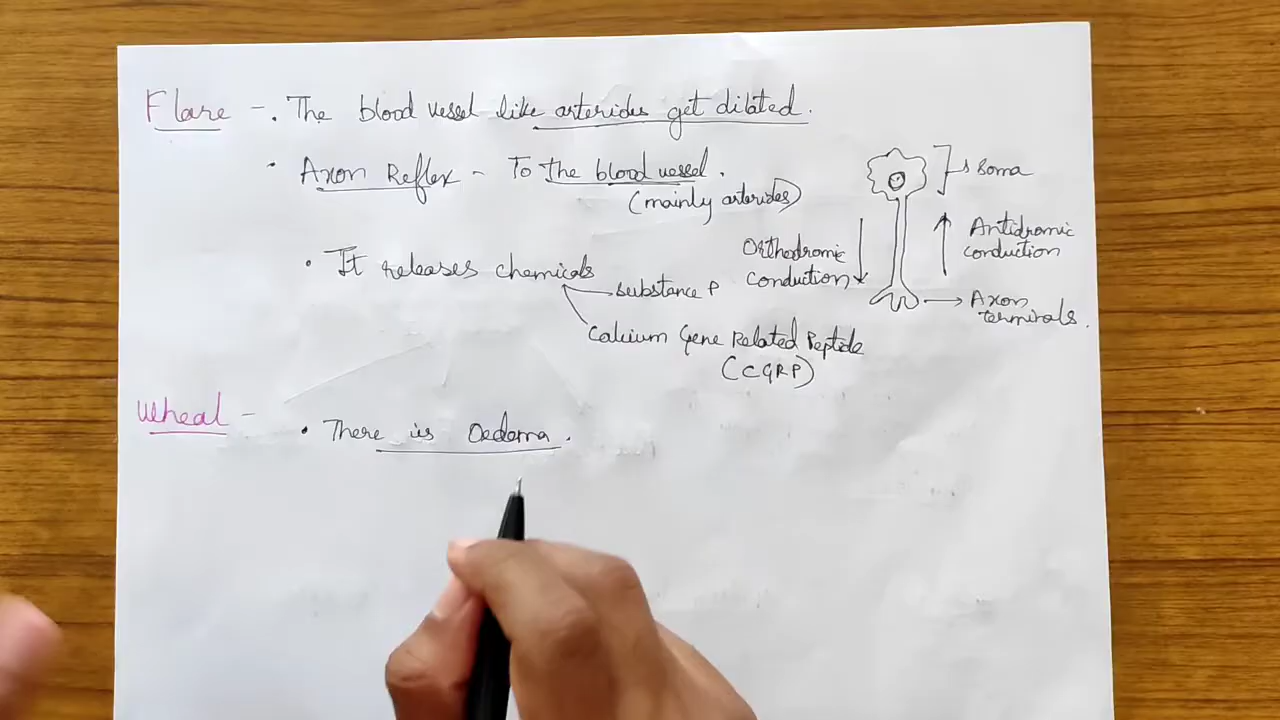 Flare - . The blood vessel like arterioles get dilated.
· Axon Reflex - To the blood vessel.
(mainly arterioles)
· It releases chemicals
Substance P
Calcium Gene Related Peptide
(CGRP)
Soma
Orthodromic
conduction
Antidromic
conduction
Axon
terminals.
Wheal -
· There is Oedema.